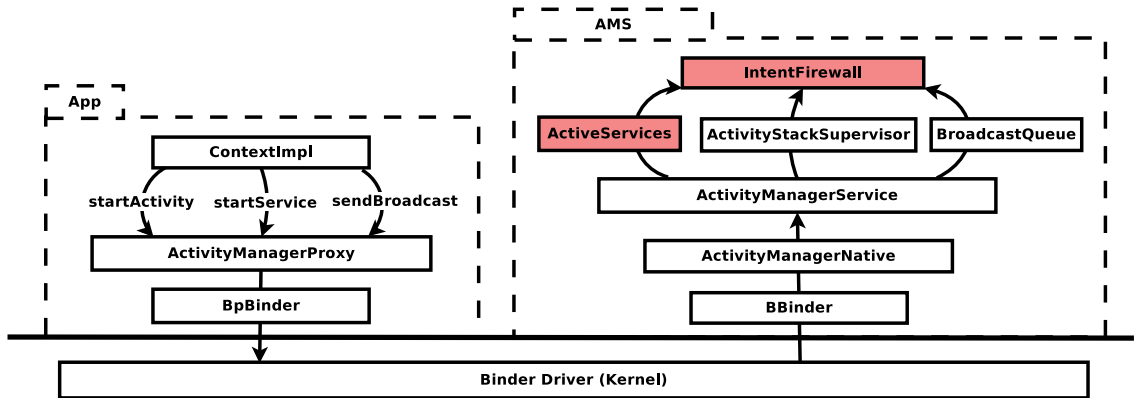 AMS
IntentFirewall
App
ActiveServices
ActivityStackSupervisor
BroadcastQueue
ContextImpl
startActivity
startService
sendBroadcast
ActivityManagerService
ActivityManagerProxy
ActivityManagerNative
BpBinder
BBinder
Binder Driver (Kernel)